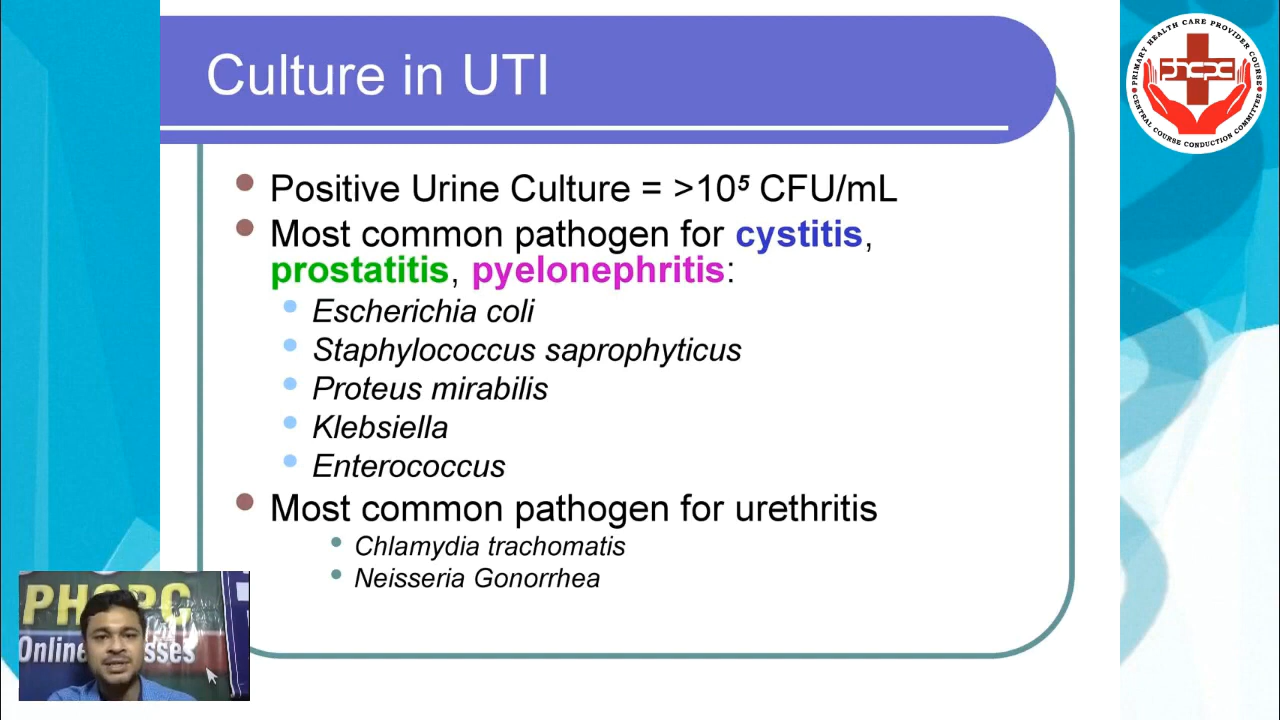 Culture in UTI
Positive Urine Culture = >10⁵ CFU/mL
Most common pathogen for cystitis,
prostatitis, pyelonephritis:
Escherichia coli
Staphylococcus saprophyticus
Proteus mirabilis
Klebsiella
Enterococcus
Most common pathogen for urethritis
Chlamydia trachomatis
Neisseria Gonorrhea
PRIMARY HEALTH CARE PROVIDER COURSE
phcpc
CENTRAL COURSE CONDUCTION COMMITTEE
Online